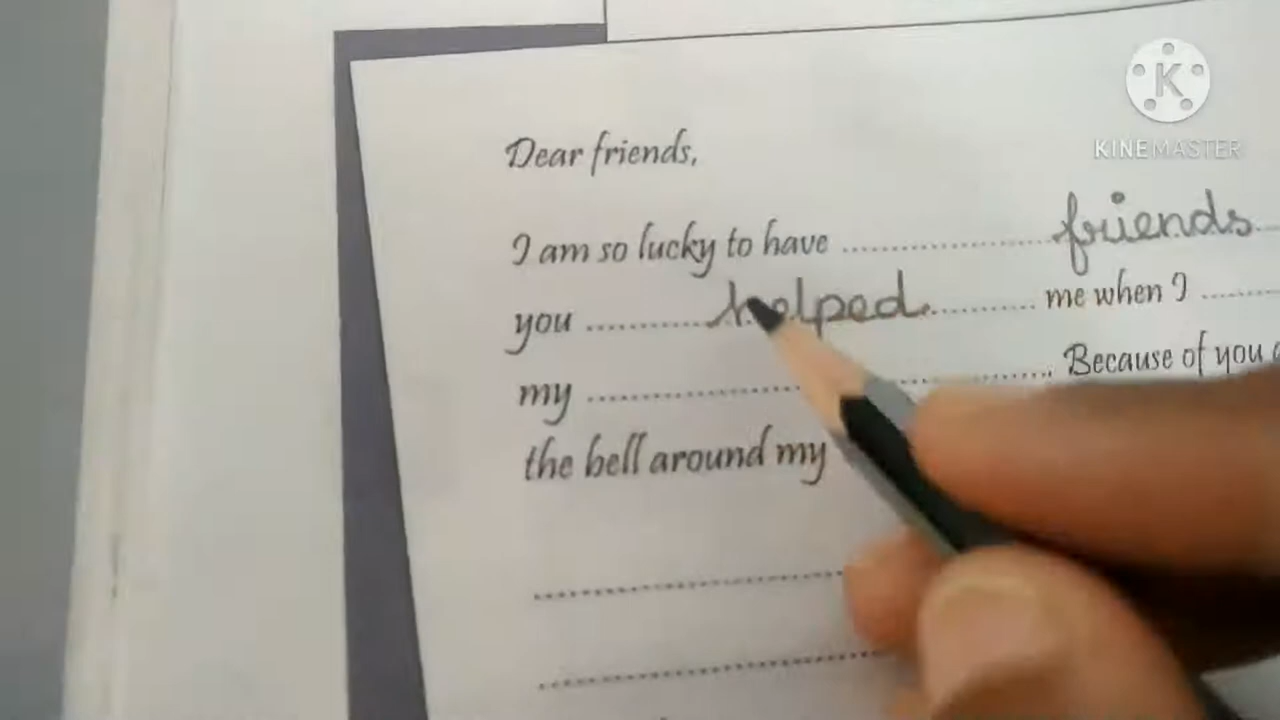 KINEMASTER
Dear friends,
I am so lucky to have .................... friends
you ............ helped ............ me when I ........
my .............................. . Because of you
the bell around my